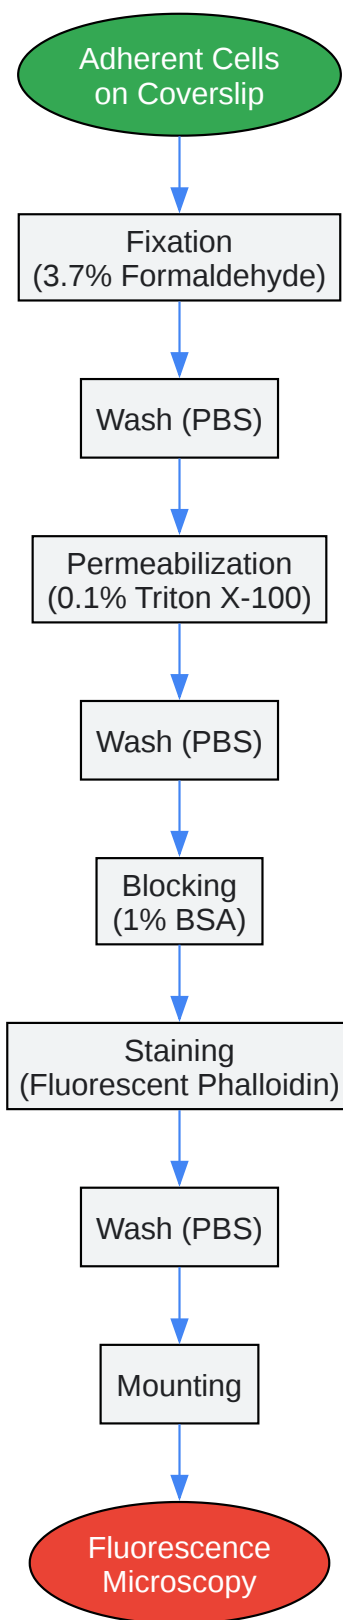 Adherent Cells
on Coverslip
Fixation
(3.7% Formaldehyde)
Wash (PBS)
Permeabilization
(0.1% Triton X-100)
Wash (PBS)
Blocking
(1% BSA)
Staining
(Fluorescent Phalloidin)
Wash (PBS)
Mounting
Fluorescence
Microscopy